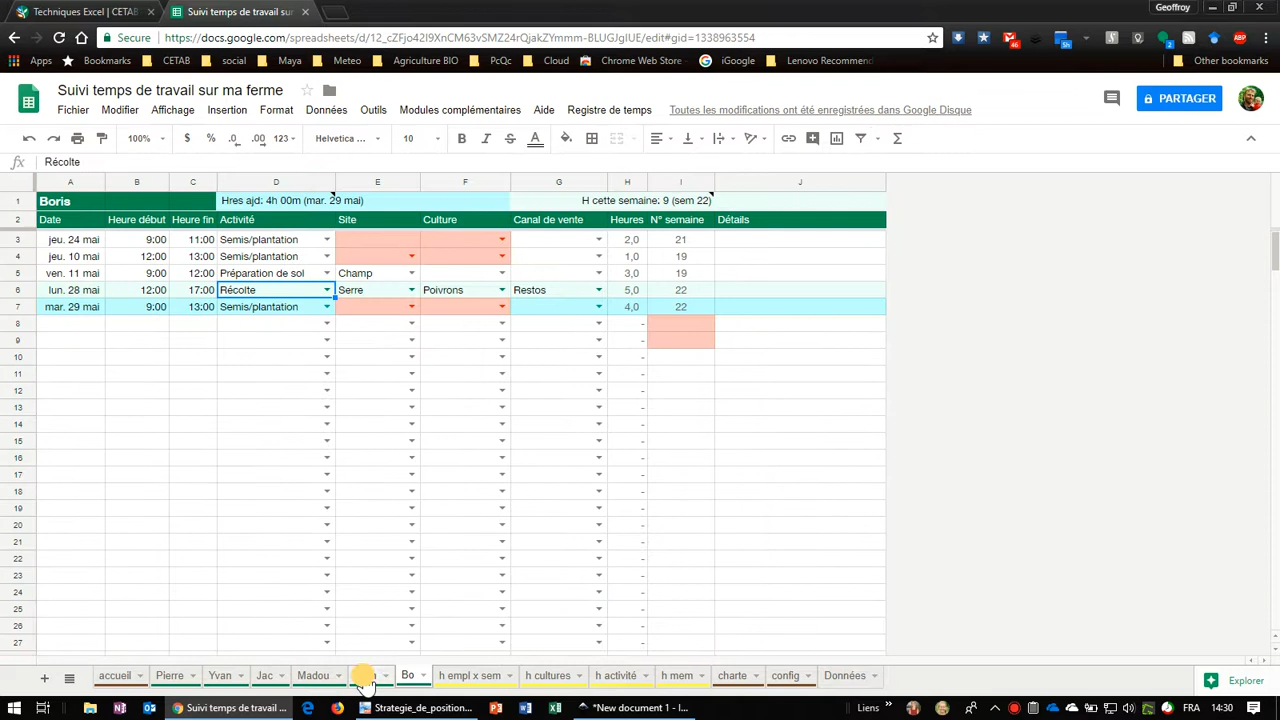 Techniques Excel | CETAB
Suivi temps de travail sur
Geoffroy
Secure
https://docs.google.com/spreadsheets/d/12_cZFjo42I9XnCM63vSMZ24rQjakZYmmm-BLUGJgIUE/edit#gid=1338963554
Apps Bookmarks CETAB social Maya Meteo Agriculture BIO PcQc Cloud Chrome Web Store iGoogle Lenovo Recommend Other bookmarks
Suivi temps de travail sur ma ferme
PARTAGER
Fichier Modifier Affichage Insertion Format Données Outils Modules complémentaires Aide Registre de temps Toutes les modifications ont été enregistrées dans Google Disque
100% $ % .0 .00 123 Helvetica ... 10 B I S A Σ
fx Récolte
A B C D E F G H I J
1 Boris Hres ajd: 4h 00m (mar. 29 mai) H cette semaine: 9 (sem 22)
2 Date Heure début Heure fin Activité Site Culture Canal de vente Heures N° semaine Détails
3 jeu. 24 mai 9:00 11:00 Semis/plantation 2,0 21
4 jeu. 10 mai 12:00 13:00 Semis/plantation 1,0 19
5 ven. 11 mai 9:00 12:00 Préparation de sol Champ 3,0 19
6 lun. 28 mai 12:00 17:00 Récolte Serre Poivrons Restos 5,0 22
7 mar. 29 mai 9:00 13:00 Semis/plantation 4,0 22
8 -
9 -
10 -
11 -
12 -
13 -
14 -
15 -
16 -
17 -
18 -
19 -
20 -
21 -
22 -
23 -
24 -
25 -
26 -
27 -
accueil Pierre Yvan Jac Madou Bo h empl x sem h cultures h activité h mem charte config Données Explorer
Suivi temps de travail ... Strategie_de_position... *New document 1 - I... Liens » FRA 14:30